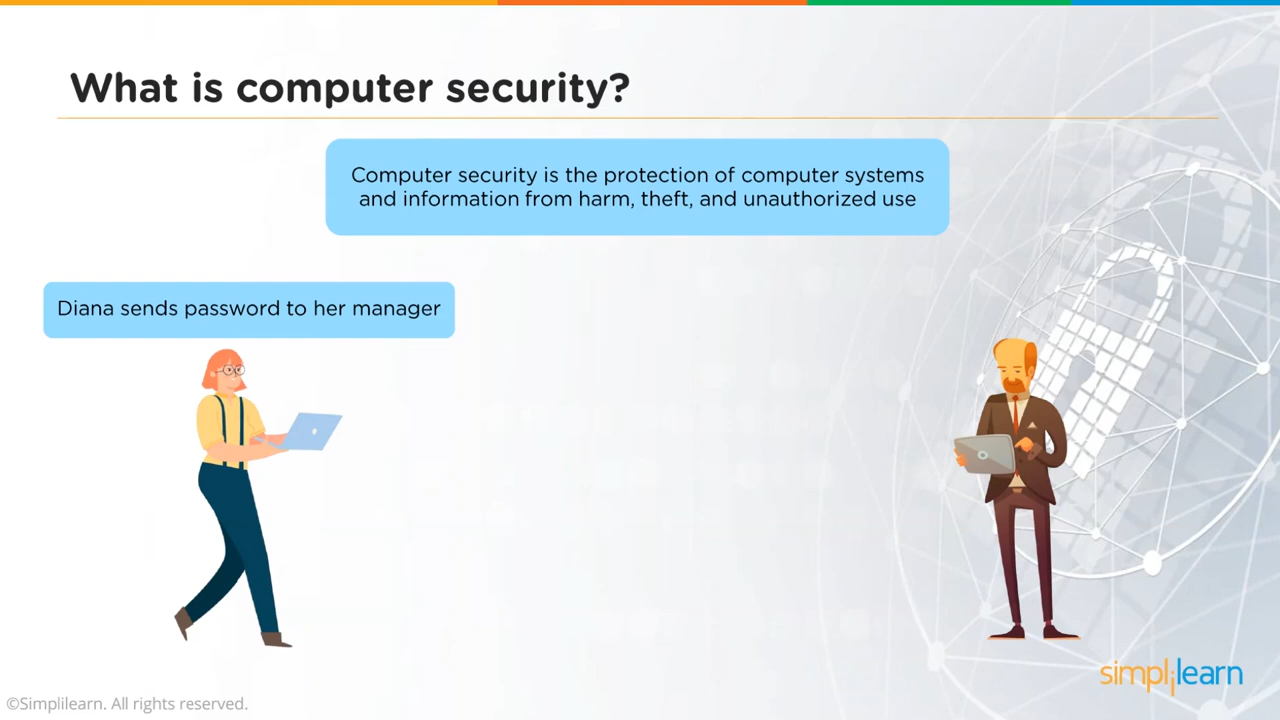 What is computer security?
Computer security is the protection of computer systems
and information from harm, theft, and unauthorized use
Diana sends password to her manager
simplilearn
©Simplilearn. All rights reserved.